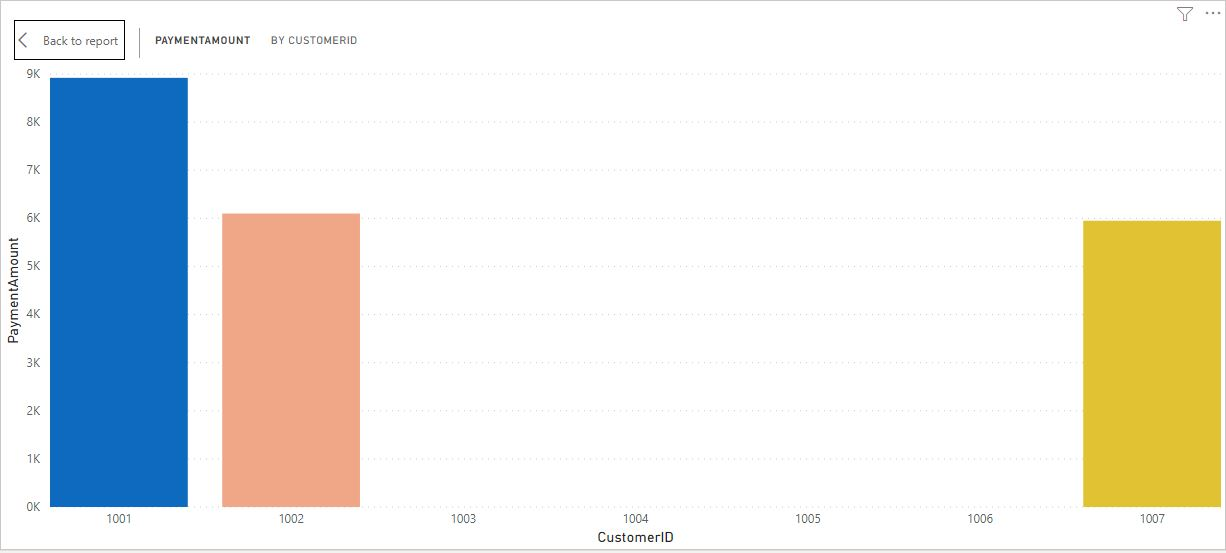 Back to report
PAYMENTAMOUNT BY CUSTOMERID
9K
8K
7K
6K
5K
4K
3K
2K
1K
0K
PaymentAmount
1001 1002 1003 1004 1005 1006 1007
CustomerID